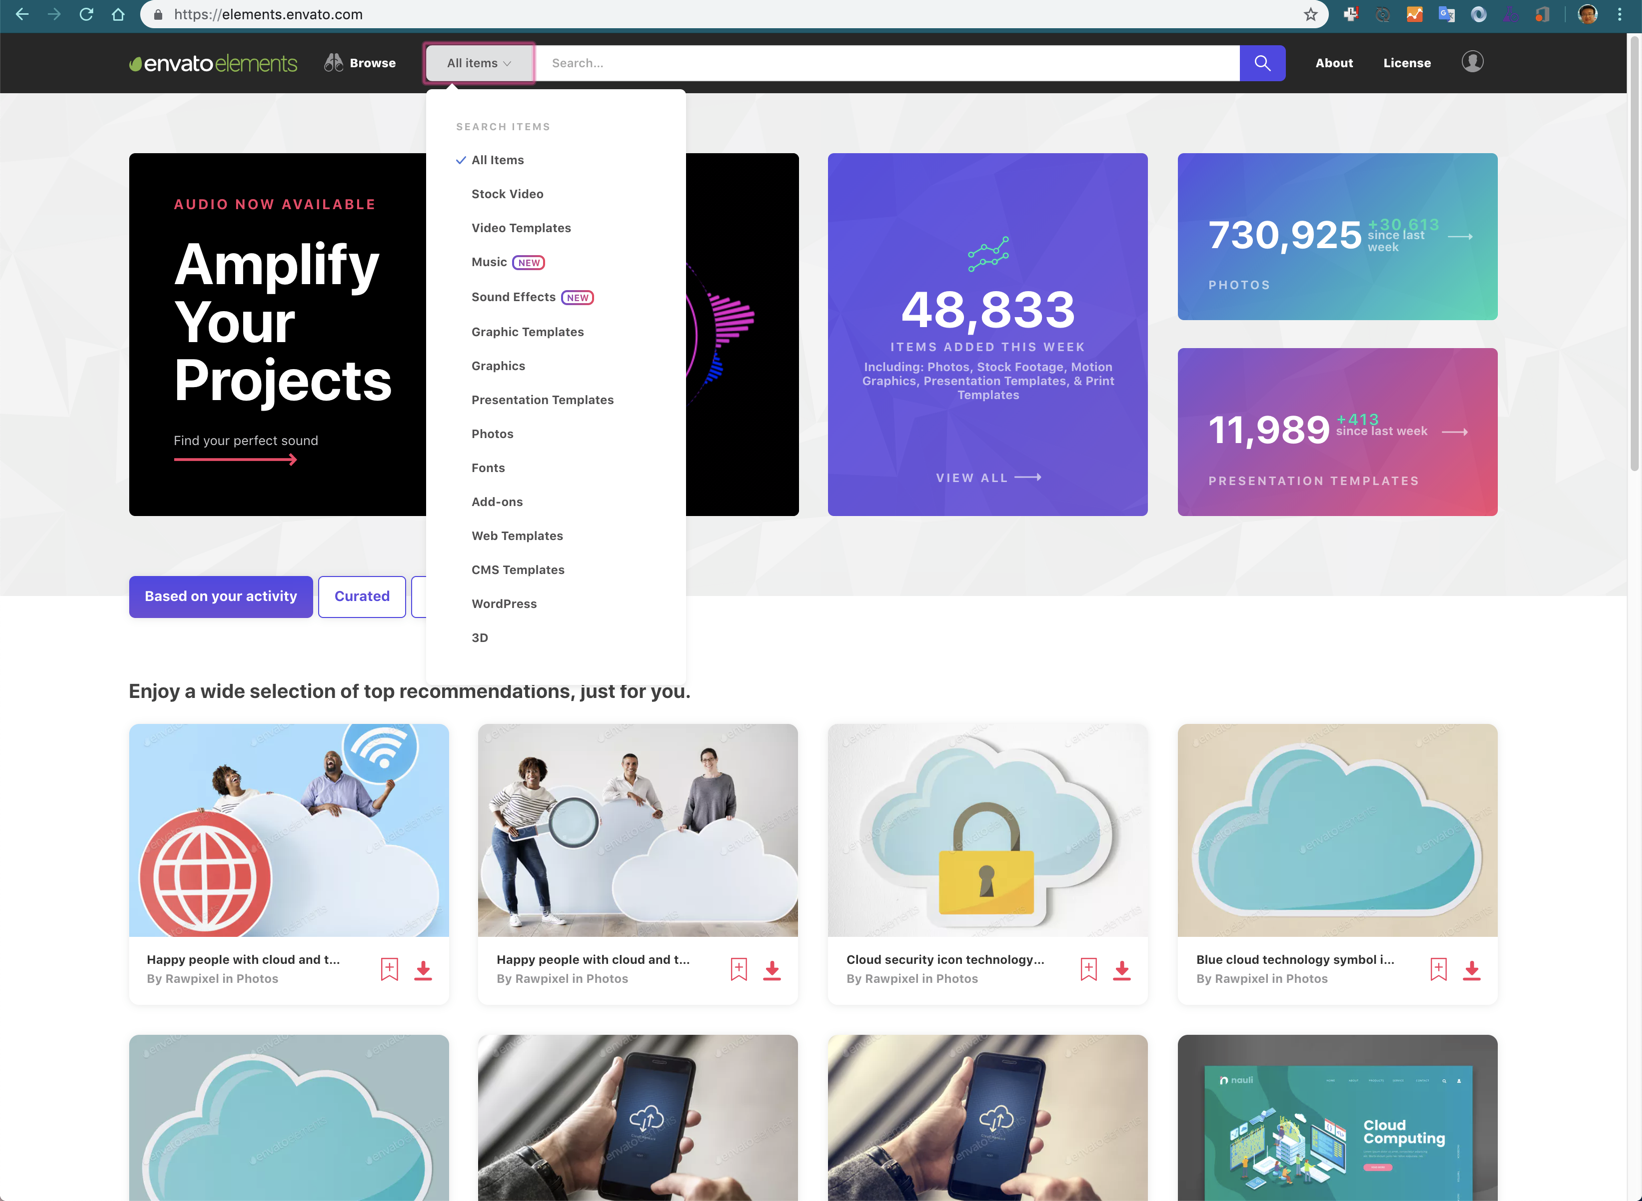 https://elements.envato.com
envato elements
Browse
All items
Search...
About
License
SEARCH ITEMS
All Items
Stock Video
Video Templates
Music NEW
Sound Effects NEW
Graphic Templates
Graphics
Presentation Templates
Photos
Fonts
Add-ons
Web Templates
CMS Templates
WordPress
3D
AUDIO NOW AVAILABLE
Amplify
Your
Projects
Find your perfect sound
48,833
ITEMS ADDED THIS WEEK
Including: Photos, Stock Footage, Motion
Graphics, Presentation Templates, & Print
Templates
VIEW ALL
730,925
+30,613
since last
week
PHOTOS
11,989
+413
since last week
PRESENTATION TEMPLATES
Based on your activity
Curated
Enjoy a wide selection of top recommendations, just for you.
Happy people with cloud and t...
By Rawpixel in Photos
Happy people with cloud and t...
By Rawpixel in Photos
Cloud security icon technology...
By Rawpixel in Photos
Blue cloud technology symbol i...
By Rawpixel in Photos
nauli
Cloud
Computing